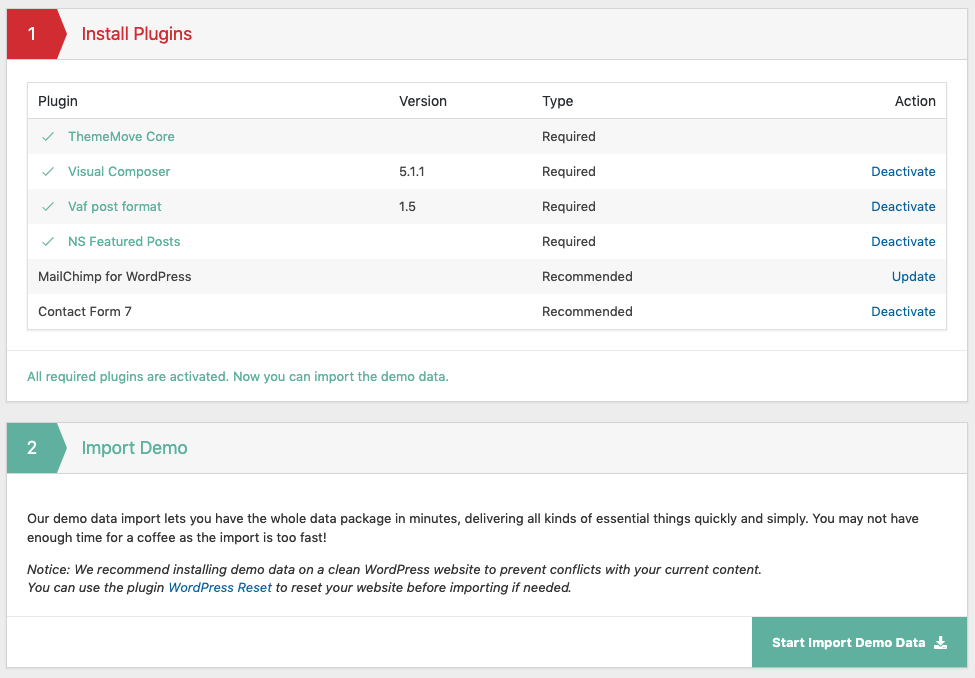 1 Install Plugins
Plugin Version Type Action
ThemeMove Core Required
Visual Composer 5.1.1 Required Deactivate
Vaf post format 1.5 Required Deactivate
NS Featured Posts Required Deactivate
MailChimp for WordPress Recommended Update
Contact Form 7 Recommended Deactivate
All required plugins are activated. Now you can import the demo data.
2 Import Demo
Our demo data import lets you have the whole data package in minutes, delivering all kinds of essential things quickly and simply. You may not have
enough time for a coffee as the import is too fast!
Notice: We recommend installing demo data on a clean WordPress website to prevent conflicts with your current content.
You can use the plugin WordPress Reset to reset your website before importing if needed.
Start Import Demo Data